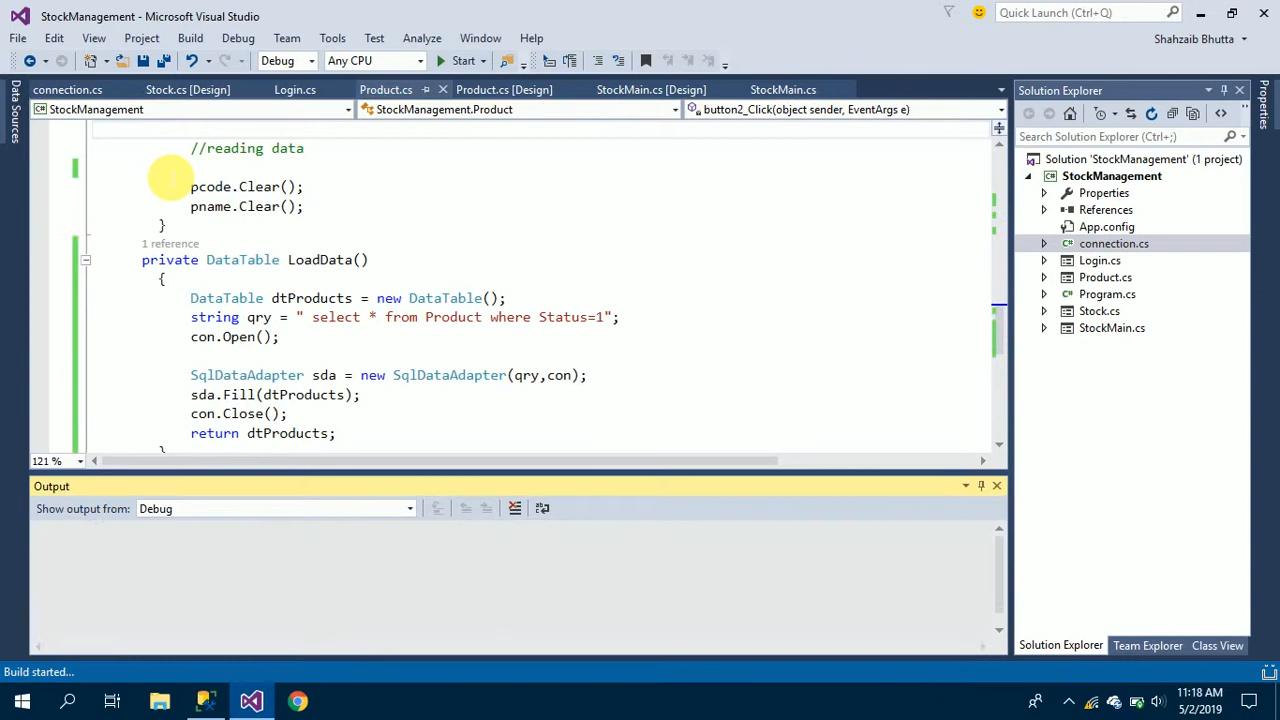 StockManagement - Microsoft Visual Studio
Quick Launch (Ctrl+Q)
File Edit View Project Build Debug Team Tools Test Analyze Window Help
Shahzaib Bhutta
Debug Any CPU Start
connection.cs Stock.cs [Design] Login.cs Product.cs Product.cs [Design] StockMain.cs [Design] StockMain.cs
StockManagement StockManagement.Product button2_Click(object sender, EventArgs e)
Data Sources
//reading data
pcode.Clear();
pname.Clear();
}
1 reference
private DataTable LoadData()
{
DataTable dtProducts = new DataTable();
string qry = " select * from Product where Status=1";
con.Open();
SqlDataAdapter sda = new SqlDataAdapter(qry,con);
sda.Fill(dtProducts);
con.Close();
return dtProducts;
}
121 %
Output
Show output from: Debug
Solution Explorer
Search Solution Explorer (Ctrl+;)
Solution 'StockManagement' (1 project)
StockManagement
Properties
References
App.config
connection.cs
Login.cs
Product.cs
Program.cs
Stock.cs
StockMain.cs
Solution Explorer Team Explorer Class View
Properties
Build started...
11:18 AM
5/2/2019